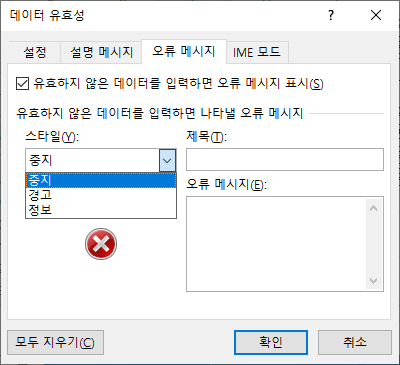 데이터 유효성
설정 설명 메시지 오류 메시지 IME 모드
유효하지 않은 데이터를 입력하면 오류 메시지 표시(S)
유효하지 않은 데이터를 입력하면 나타낼 오류 메시지
스타일(Y): 제목(T):
중지
중지
경고
정보
오류 메시지(E):
모두 지우기(C) 확인 취소